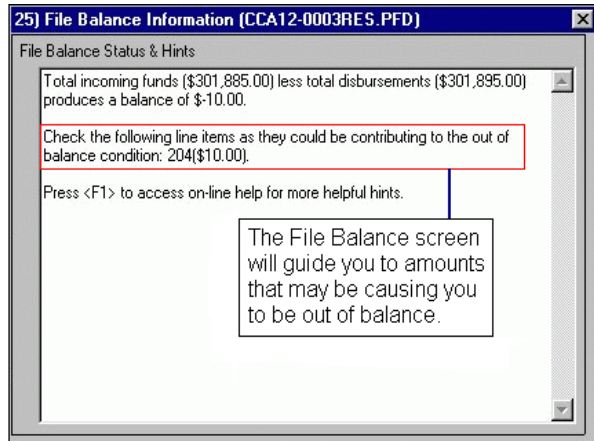 25) File Balance Information (CCA12-0003RES.PFD)
File Balance Status & Hints
Total incoming funds ($301,885.00) less total disbursements ($301,895.00)
produces a balance of $-10.00.
Check the following line items as they could be contributing to the out of
balance condition: 204($10.00).
Press <F1> to access on-line help for more helpful hints.
The File Balance screen
will guide you to amounts
that may be causing you
to be out of balance.